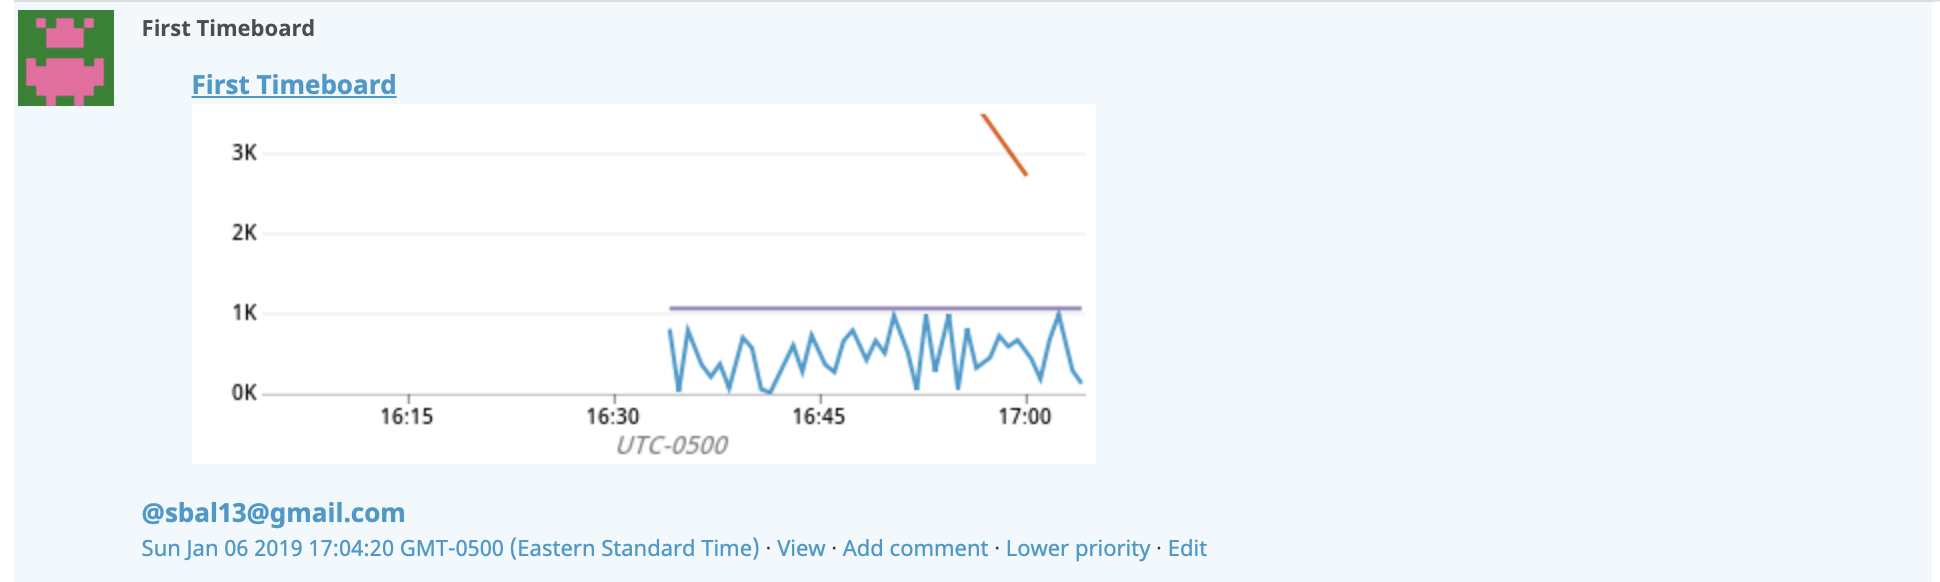 First Timeboard
First Timeboard
3K
2K
1K
0K
16:15 16:30 16:45 17:00
UTC-0500
@sbal13@gmail.com
Sun Jan 06 2019 17:04:20 GMT-0500 (Eastern Standard Time) · View · Add comment · Lower priority · Edit